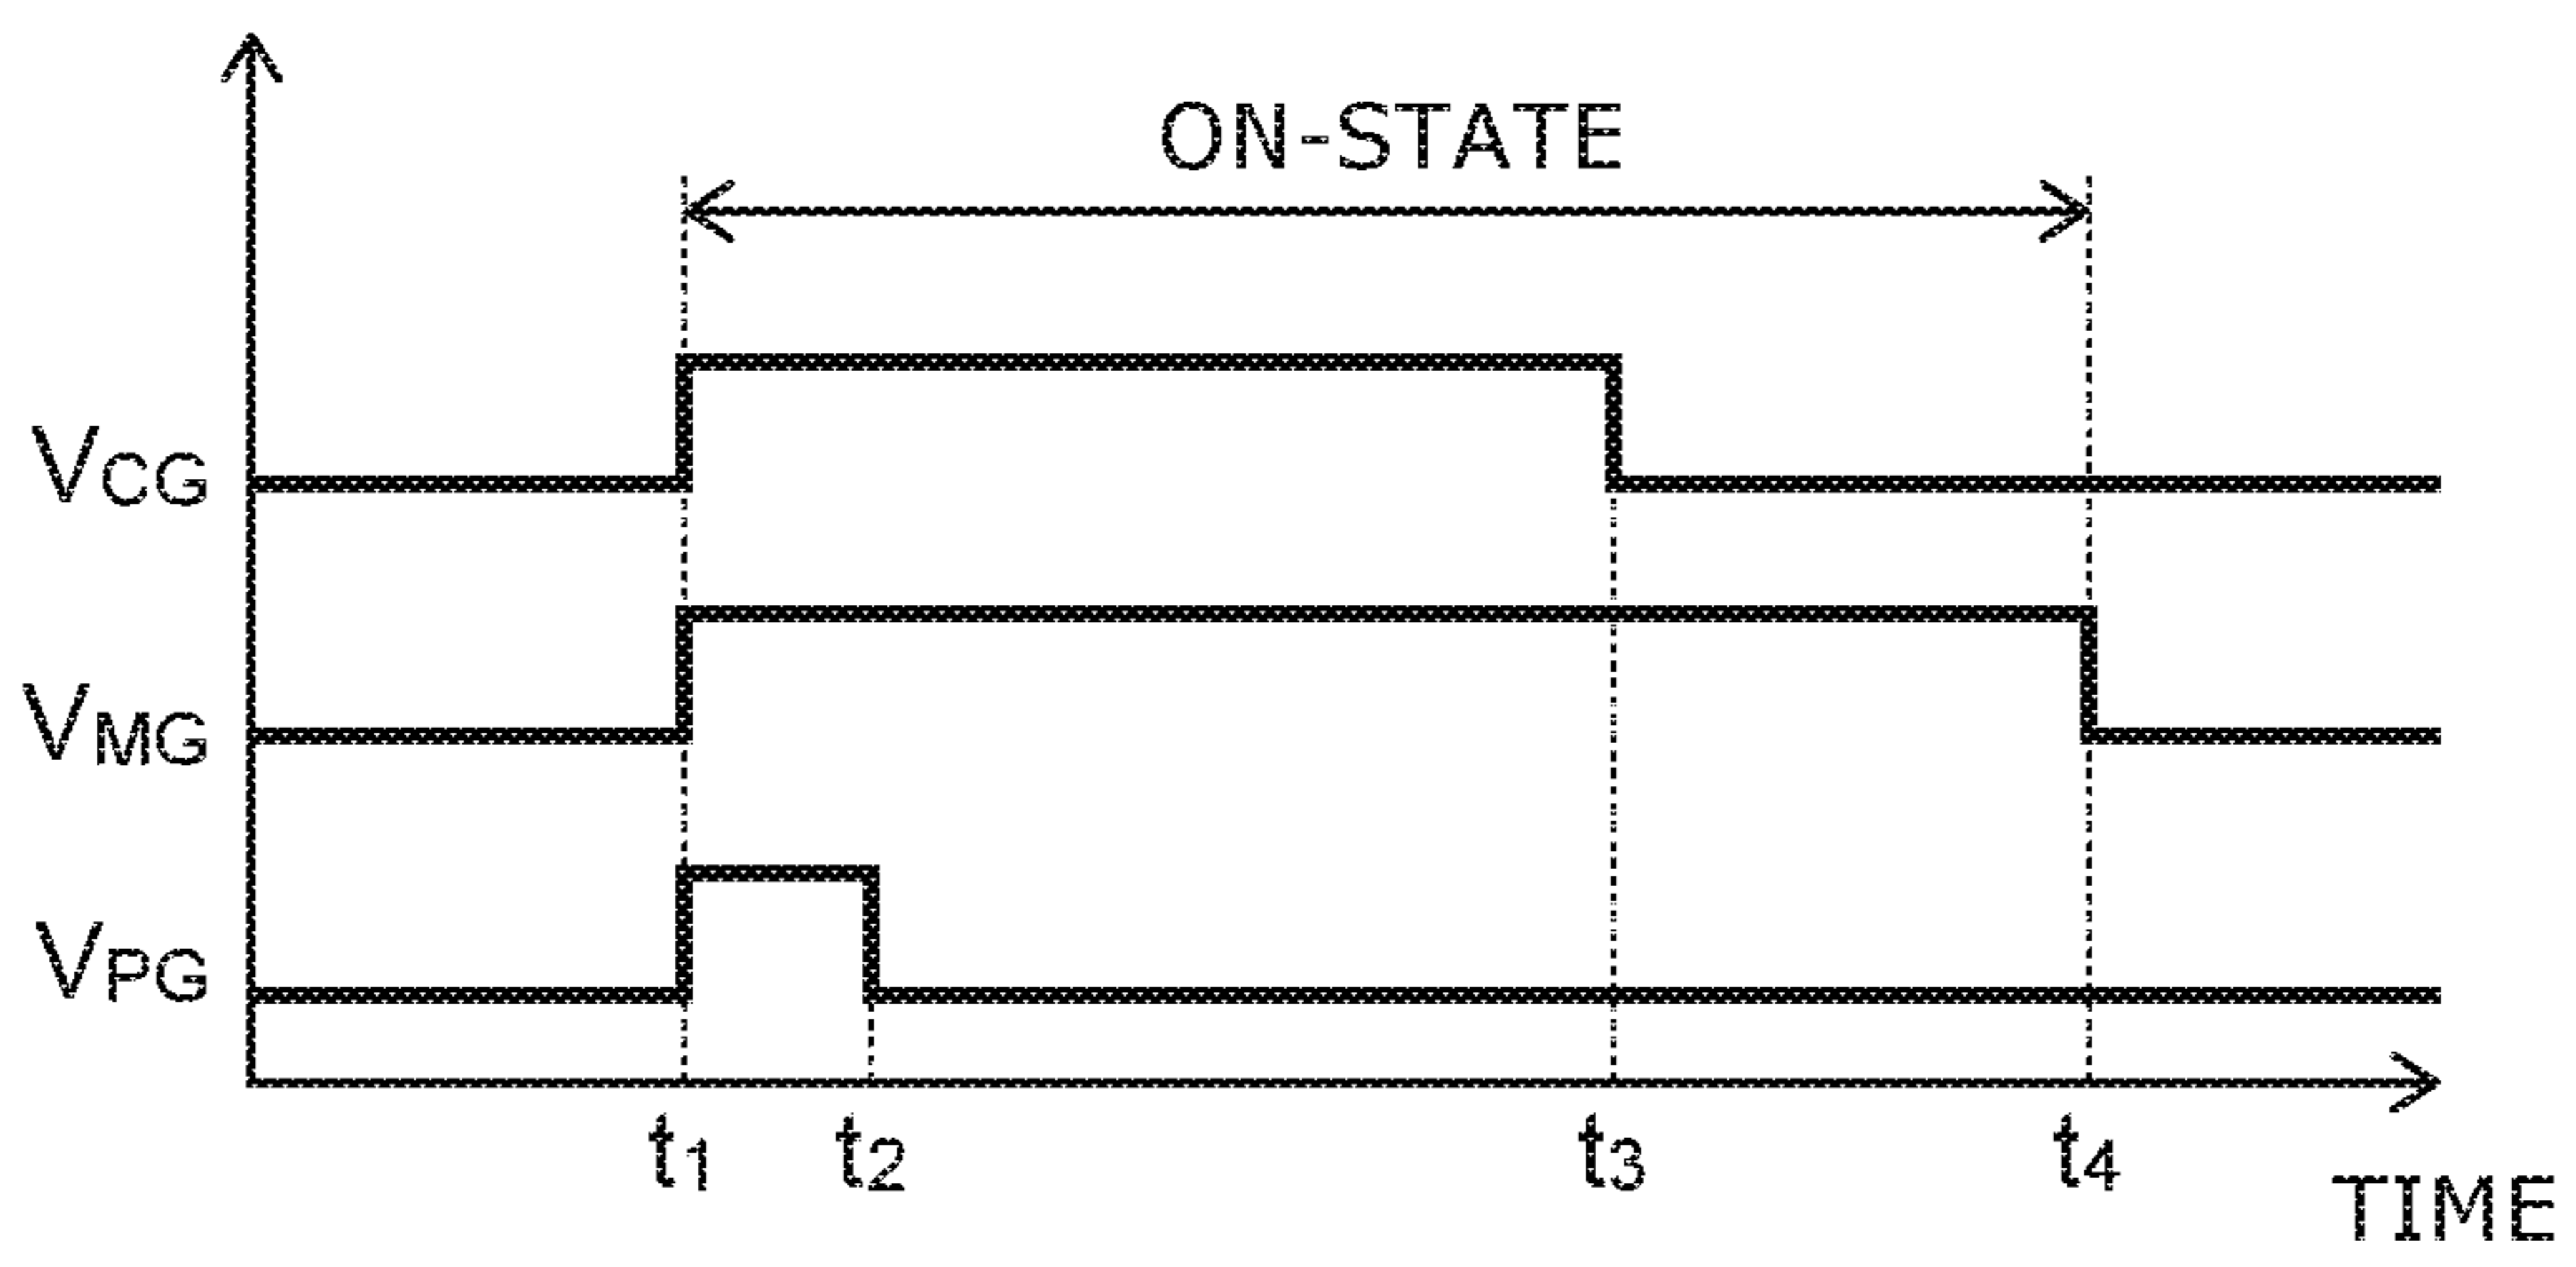 ON-STATE
VCG
VMG
VPG
t1 t2 t3 t4
TIME